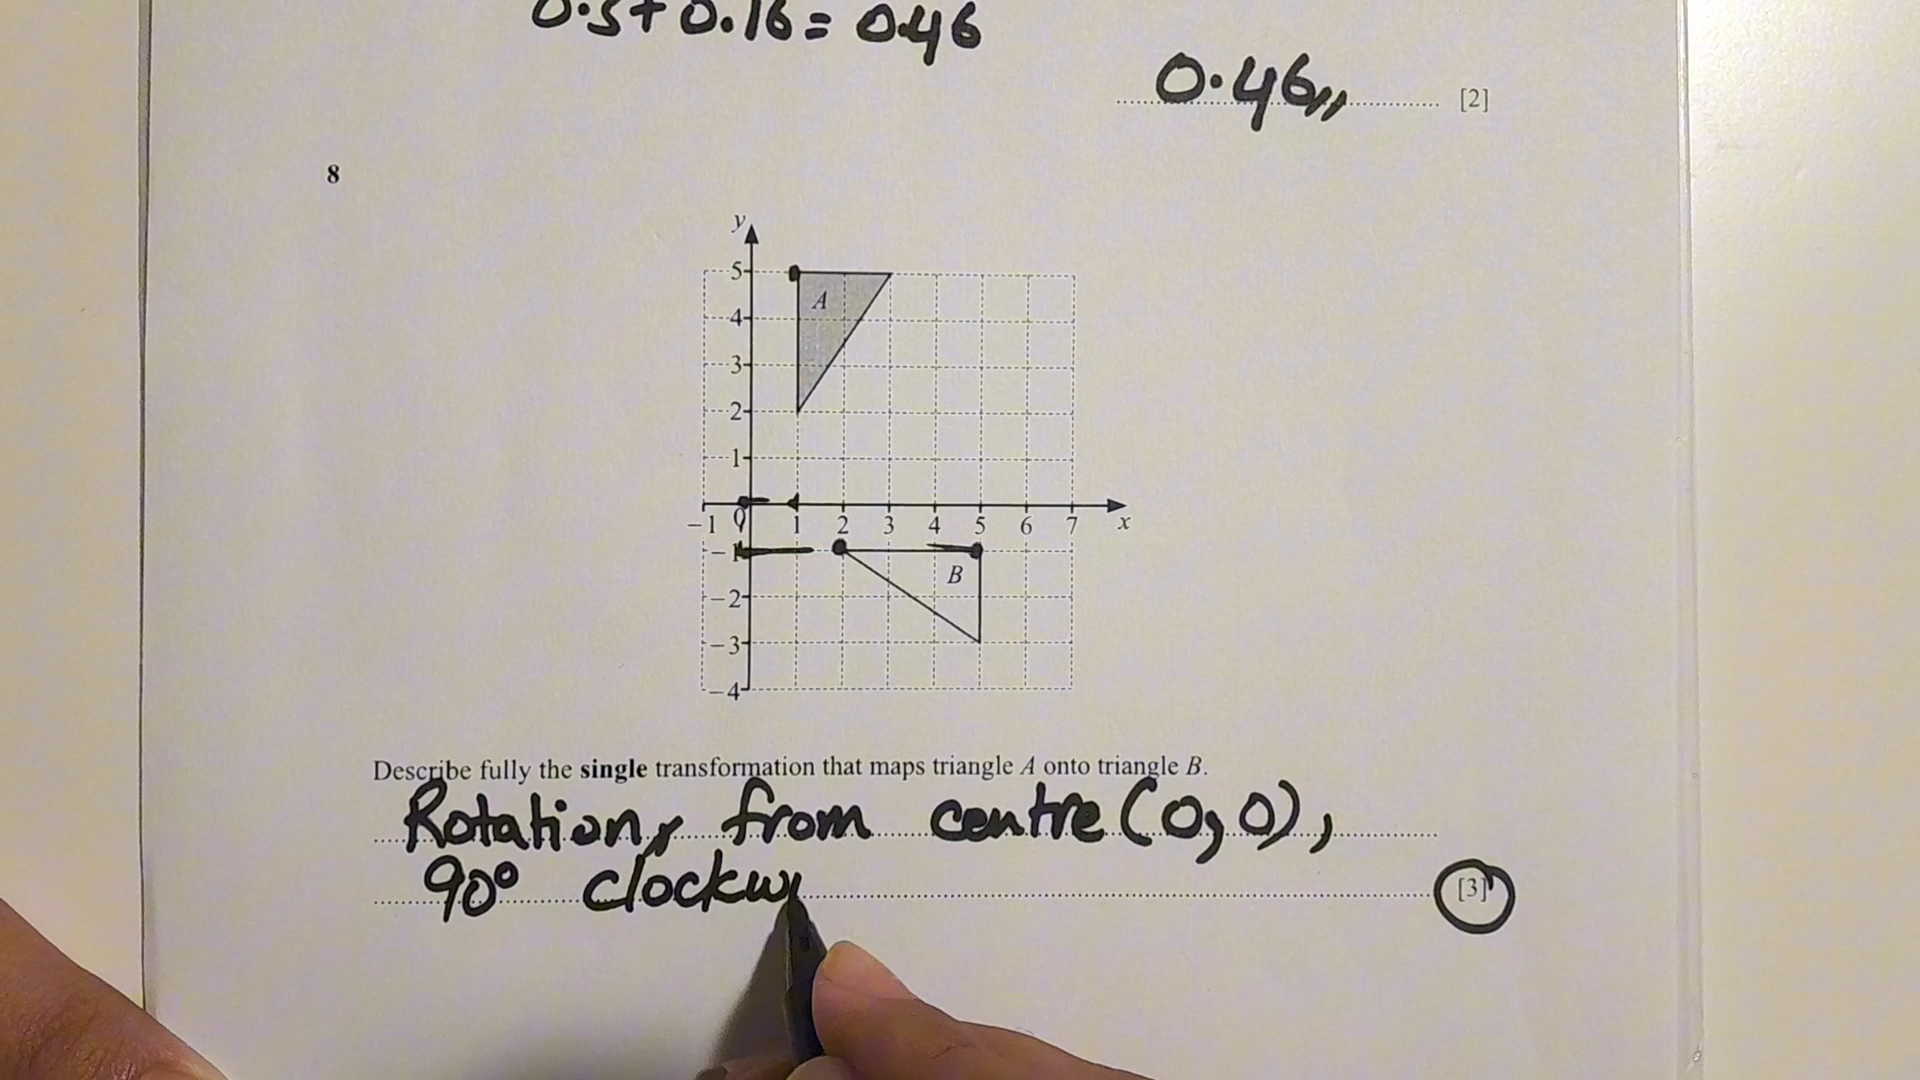 0.3+0.16=0.46
0.46,, [2]
8
y
5
A
4
3
2
1
-1 0 1 2 3 4 5 6 7 x
-1
B
-2
-3
-4
Describe fully the single transformation that maps triangle A onto triangle B.
Rotation, from centre (0,0),
90° clockwi
[3]